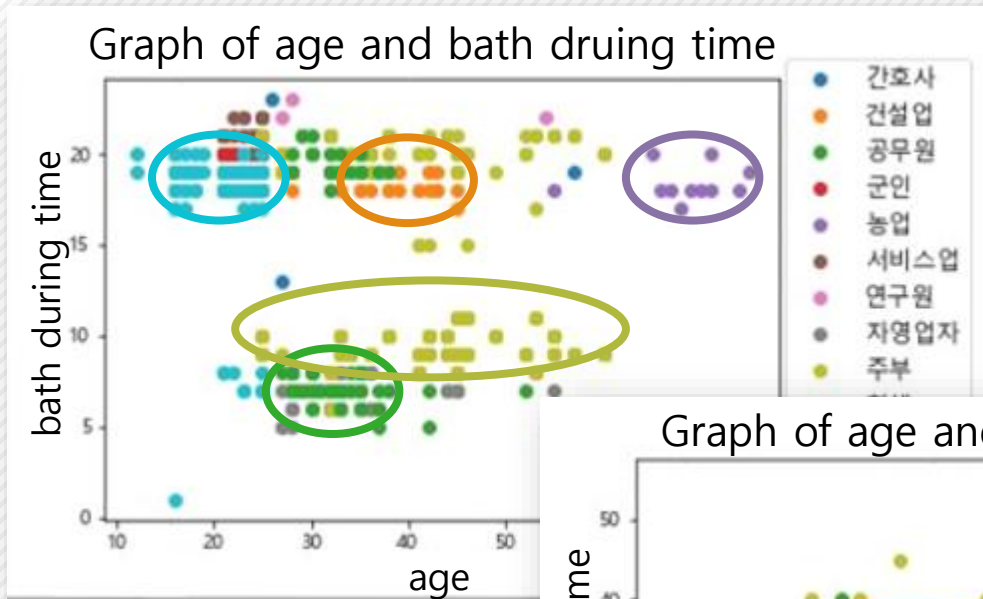 Graph of age and bath druing time
bath during time
20
15
10
5
0
10
20
30
40
50
age
간호사
건설업
공무원
군인
농업
서비스업
연구원
자영업자
주부
Graph of age an
50
me